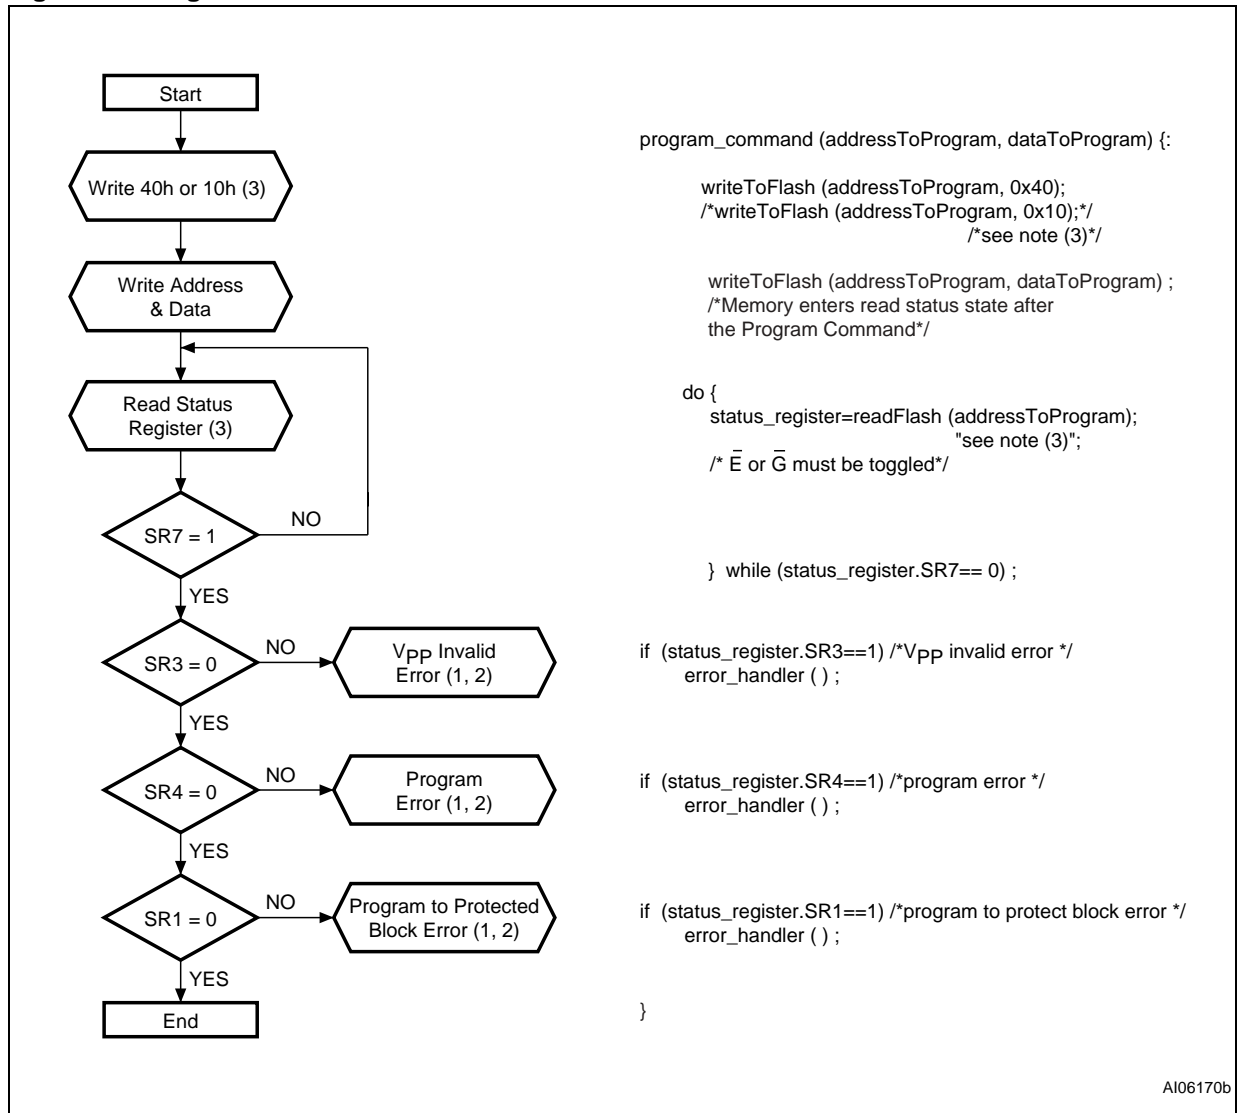 Start
Write 40h or 10h (3)
Write Address
& Data
Read Status
Register (3)
SR7 = 1
NO
YES
SR3 = 0
NO
VPP Invalid
Error (1, 2)
YES
SR4 = 0
NO
Program
Error (1, 2)
YES
SR1 = 0
NO
Program to Protected
Block Error (1, 2)
YES
End
program_command (addressToProgram, dataToProgram) {:
writeToFlash (addressToProgram, 0x40);
/*writeToFlash (addressToProgram, 0x10);*/
/*see note (3)*/
writeToFlash (addressToProgram, dataToProgram) ;
/*Memory enters read status state after
the Program Command*/
do {
status_register=readFlash (addressToProgram);
"see note (3)";
/* E̅ or G̅ must be toggled*/
} while (status_register.SR7== 0) ;
if (status_register.SR3==1) /*VPP invalid error */
error_handler ( ) ;
if (status_register.SR4==1) /*program error */
error_handler ( ) ;
if (status_register.SR1==1) /*program to protect block error */
error_handler ( ) ;
}
AI06170b